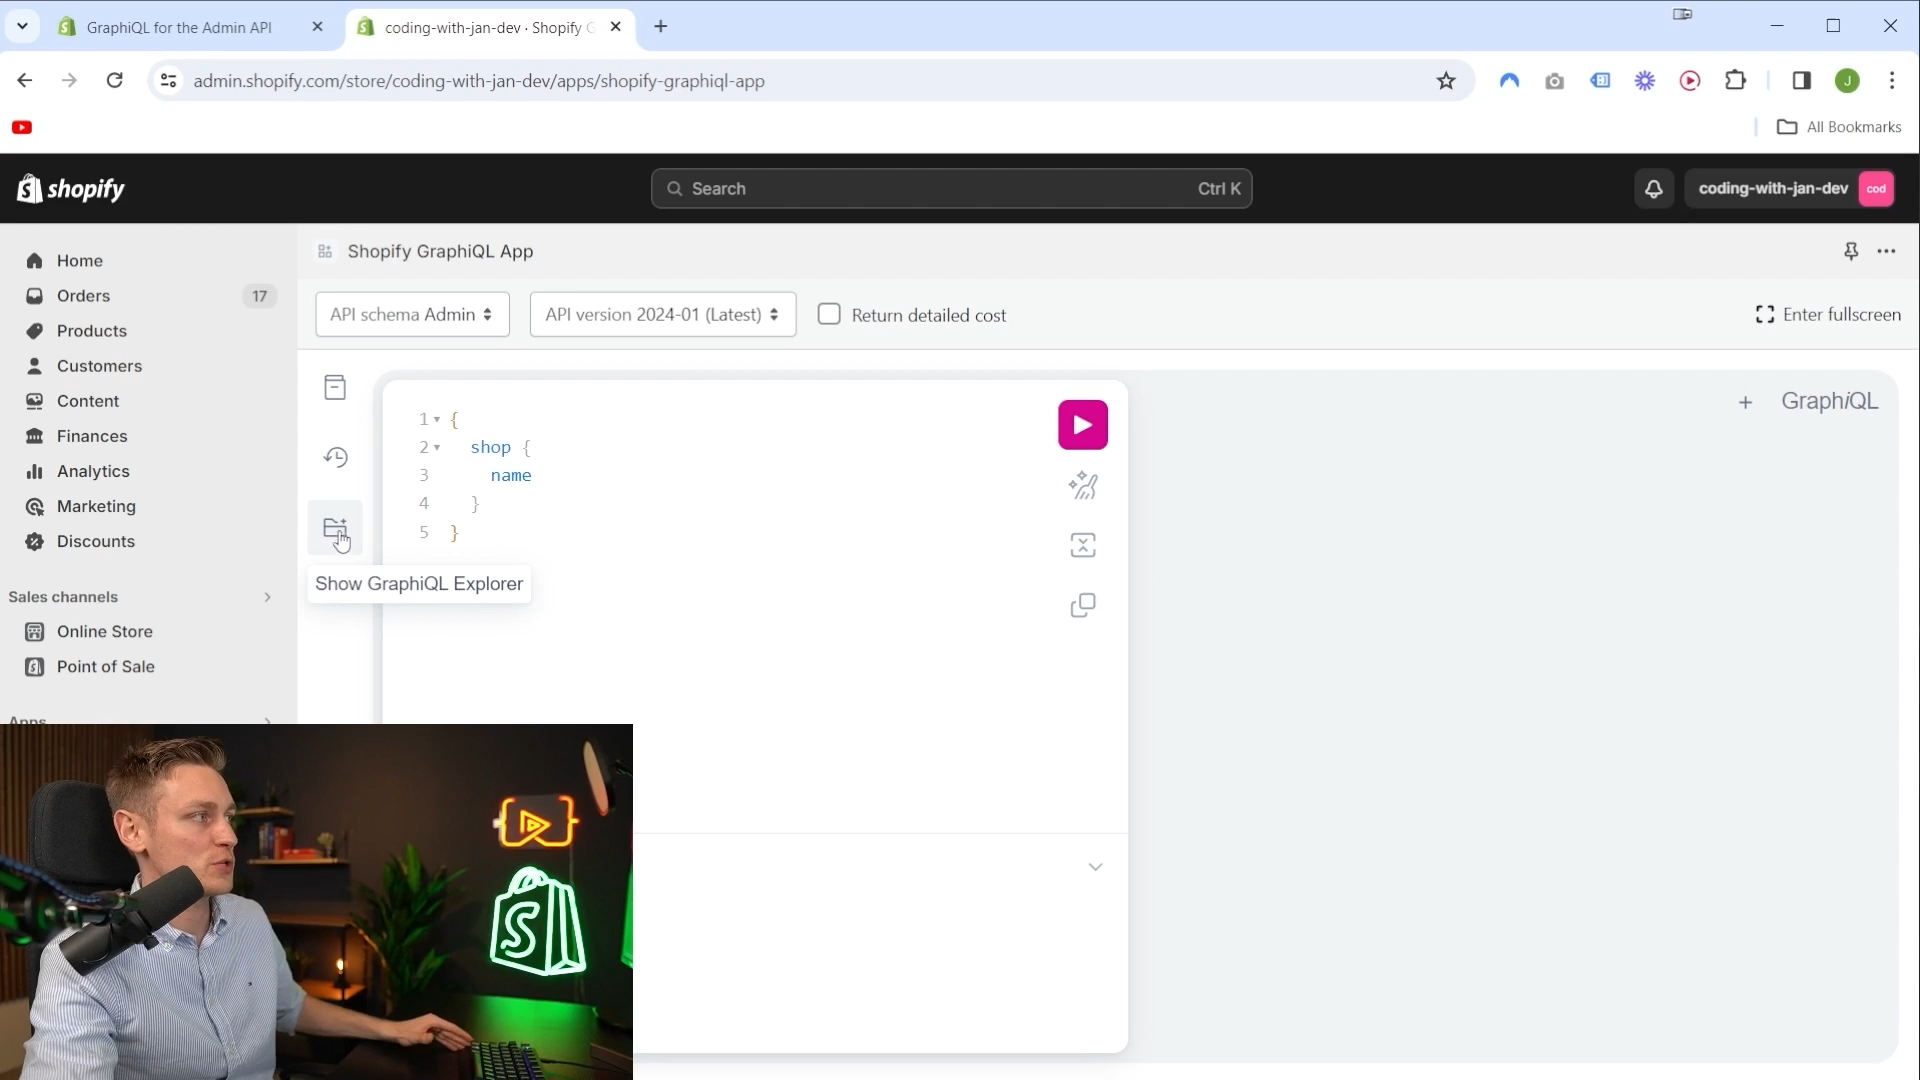 GraphiQL for the Admin API
coding-with-jan-dev · Shopify G
admin.shopify.com/store/coding-with-jan-dev/apps/shopify-graphiql-app
J
All Bookmarks
shopify
Search
Ctrl K
coding-with-jan-dev
cod
Home
Orders
17
Products
Customers
Content
Finances
Analytics
Marketing
Discounts
Sales channels
Online Store
Point of Sale
Apps
Shopify GraphiQL App
API schema Admin
API version 2024-01 (Latest)
Return detailed cost
Enter fullscreen
1 {
2 shop {
3 name
4 }
5 }
Show GraphiQL Explorer
+ GraphiQL
S